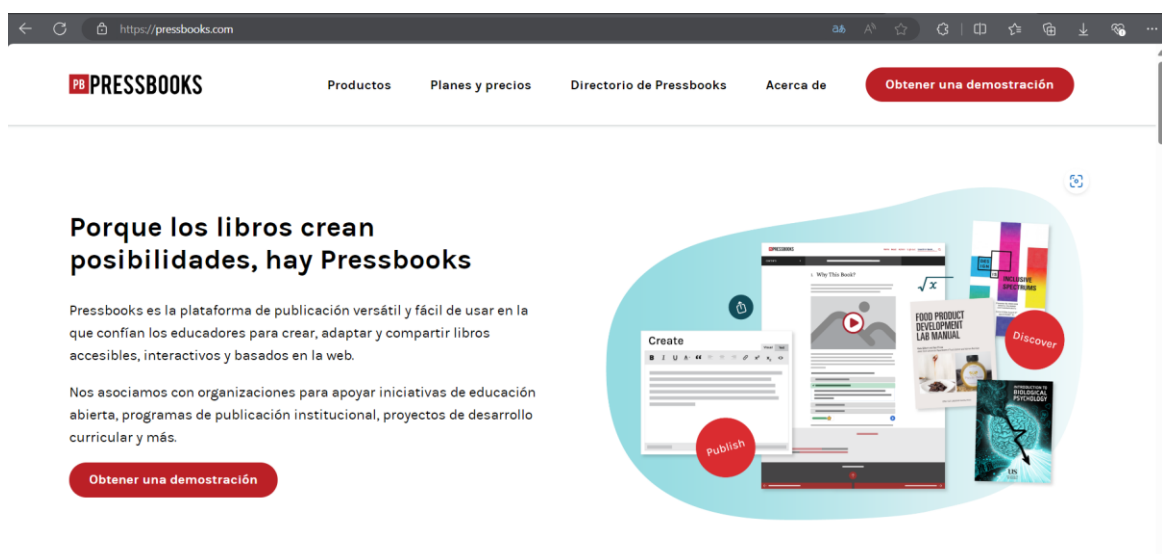 https://pressbooks.com
PB PRESSBOOKS
Productos
Planes y precios
Directorio de Pressbooks
Acerca de
Obtener una demostración
Porque los libros crean
posibilidades, hay Pressbooks
Pressbooks es la plataforma de publicación versátil y fácil de usar en la
que confían los educadores para crear, adaptar y compartir libros
accesibles, interactivos y basados en la web.
Nos asociamos con organizaciones para apoyar iniciativas de educación
abierta, programas de publicación institucional, proyectos de desarrollo
curricular y más.
Obtener una demostración
PRESSBOOKS
Why This Book?
√x
INCLUSIVE
SPECTRUMS
FOOD PRODUCT
DEVELOPMENT
LAB MANUAL
Discover
Create
B I U
Publish
INTRODUCTION TO
BIOLOGICAL
PSYCHOLOGY
US